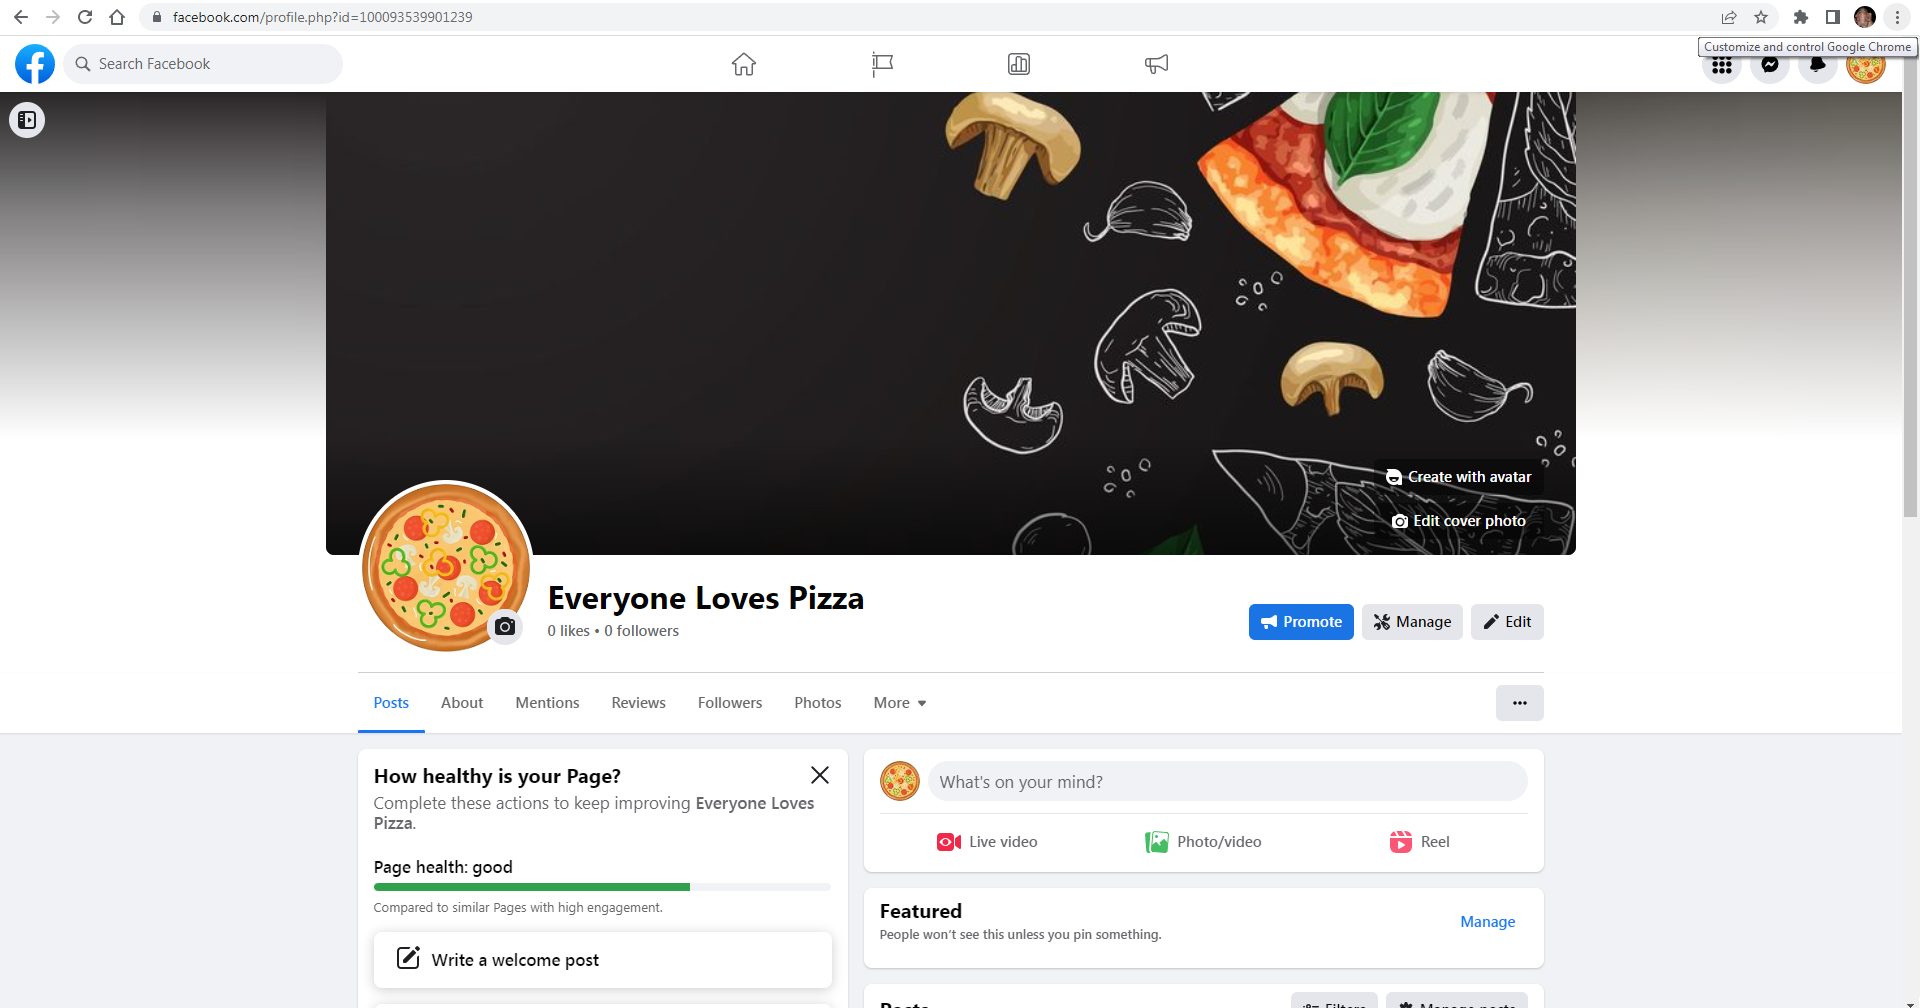 facebook.com/profile.php?id=100093539901239
Customize and control Google Chrome
Search Facebook
Create with avatar
Edit cover photo
Everyone Loves Pizza
0 likes • 0 followers
Promote
Manage
Edit
Posts
About
Mentions
Reviews
Followers
Photos
More
How healthy is your Page?
Complete these actions to keep improving Everyone Loves
Pizza.
Page health: good
Compared to similar Pages with high engagement.
Write a welcome post
What's on your mind?
Live video
Photo/video
Reel
Featured
Manage
People won't see this unless you pin something.
Posts
Filters
Manage posts